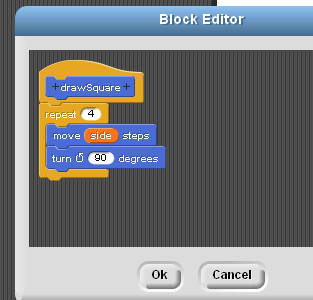 Block Editor
+drawSquare+
repeat 4
move side steps
turn ↺ 90 degrees
Ok Cancel